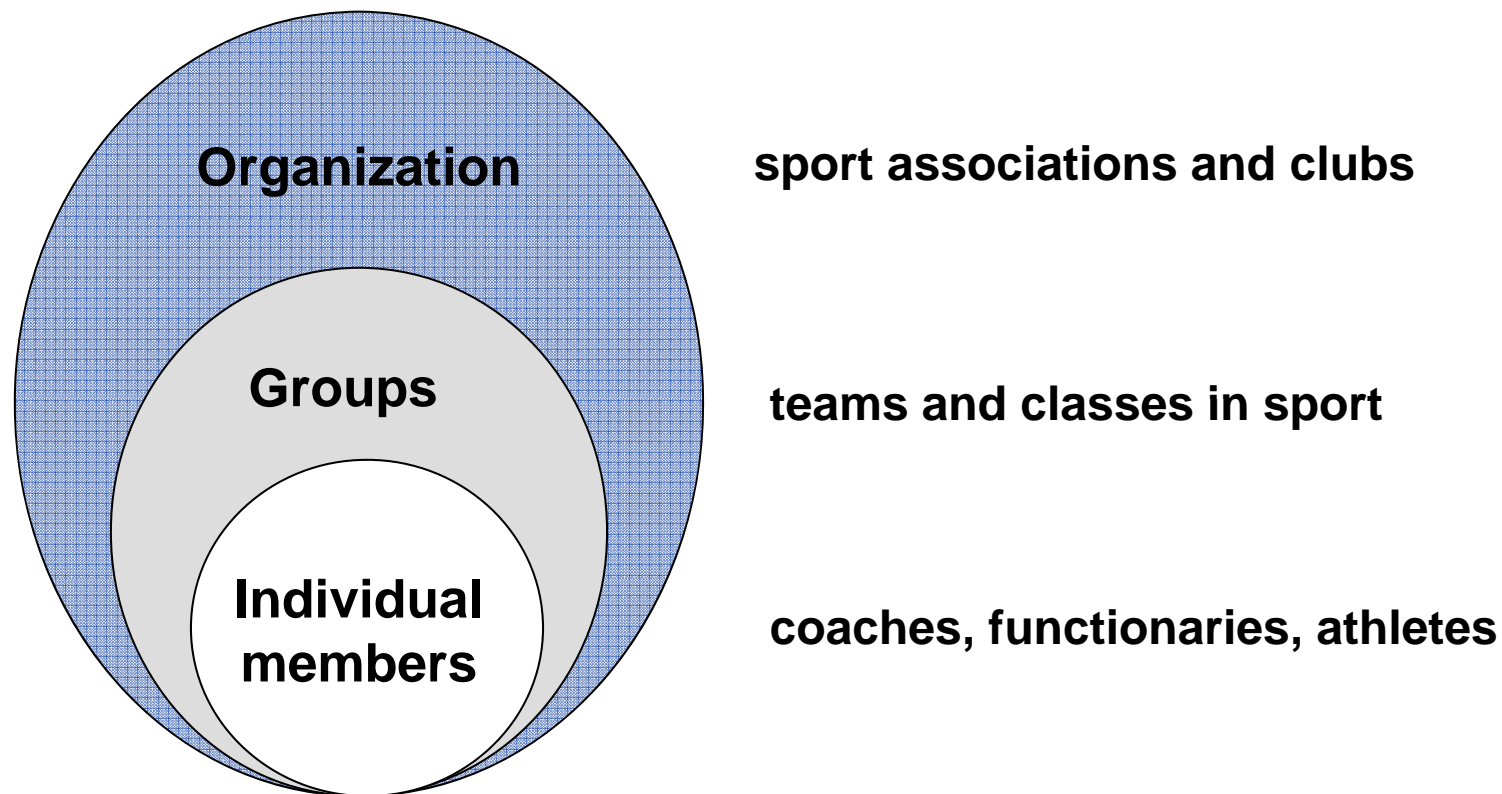 Organization
sport associations and clubs
Groups
teams and classes in sport
Individual
members
coaches, functionaries, athletes